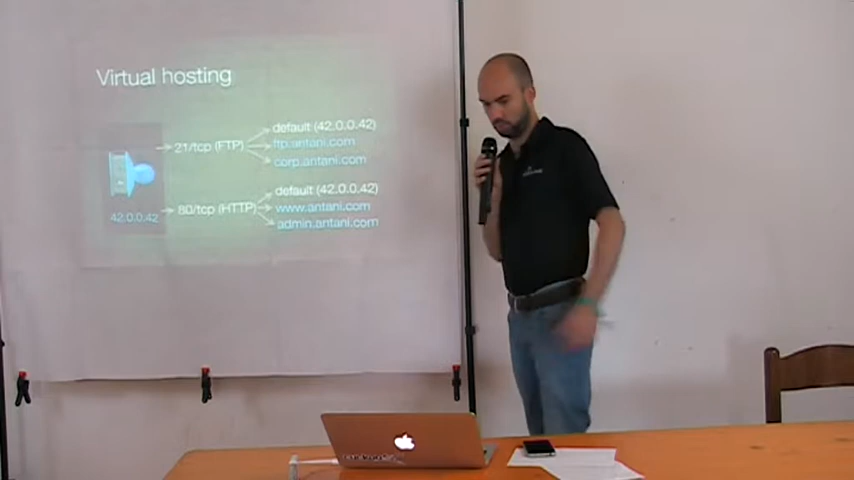 Virtual hosting
default (42.0.0.42)
21/tcp (FTP)
ftp.antani.com
corp.antani.com
default (42.0.0.42)
80/tcp (HTTP)
www.antani.com
42.0.0.42
admin.antani.com